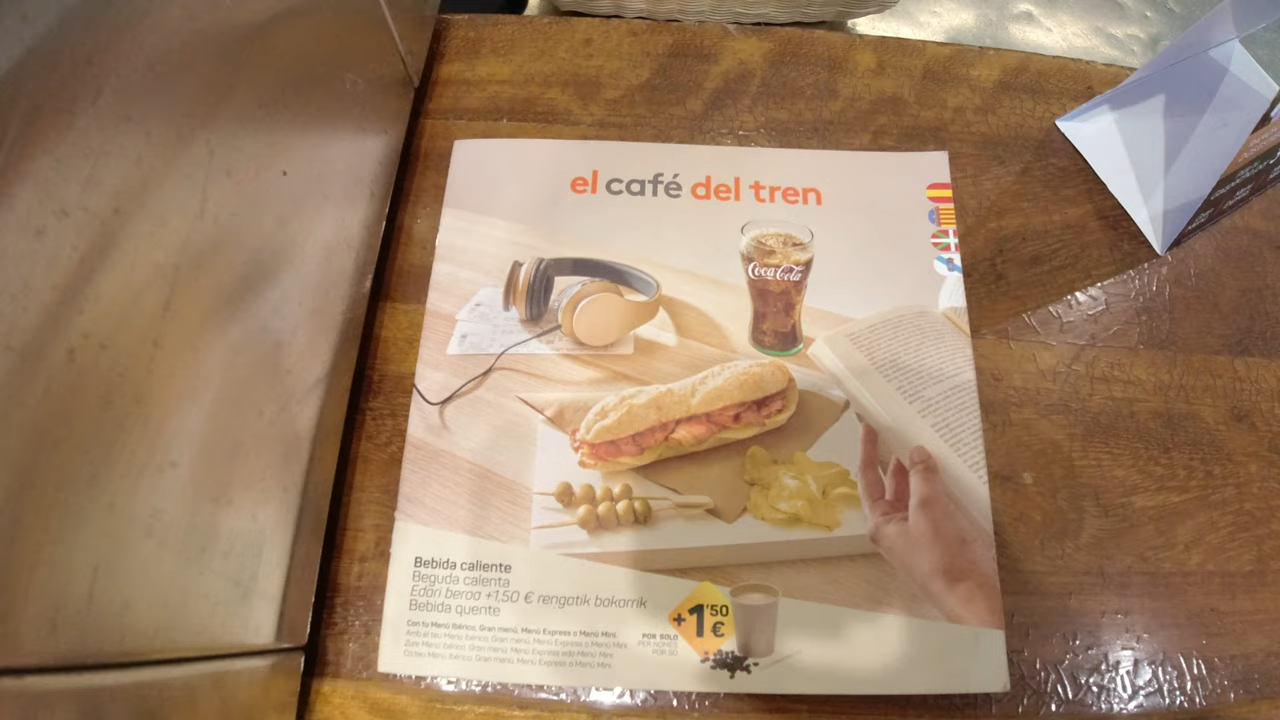 el café del tren
Coca-Cola
Bebida caliente
Beguda calenta
Edari beroa +1,50 € rengatik bakarrik
Bebida quente
Con tu Menú Ibérico, Gran menú, Menú Express o Menú Mini.
Amb el teu Menú Ibèric, Gran menú, Menú Express o Menú Mini.
Zure Menú Ibérico, Gran menú, Menú Express edo Menú Mini.
Co teu Menú Ibérico, Gran menú, Menú Express o Menú Mini.
POR SOLO
PER NOMÉS
POR SÓ
+1'50
€